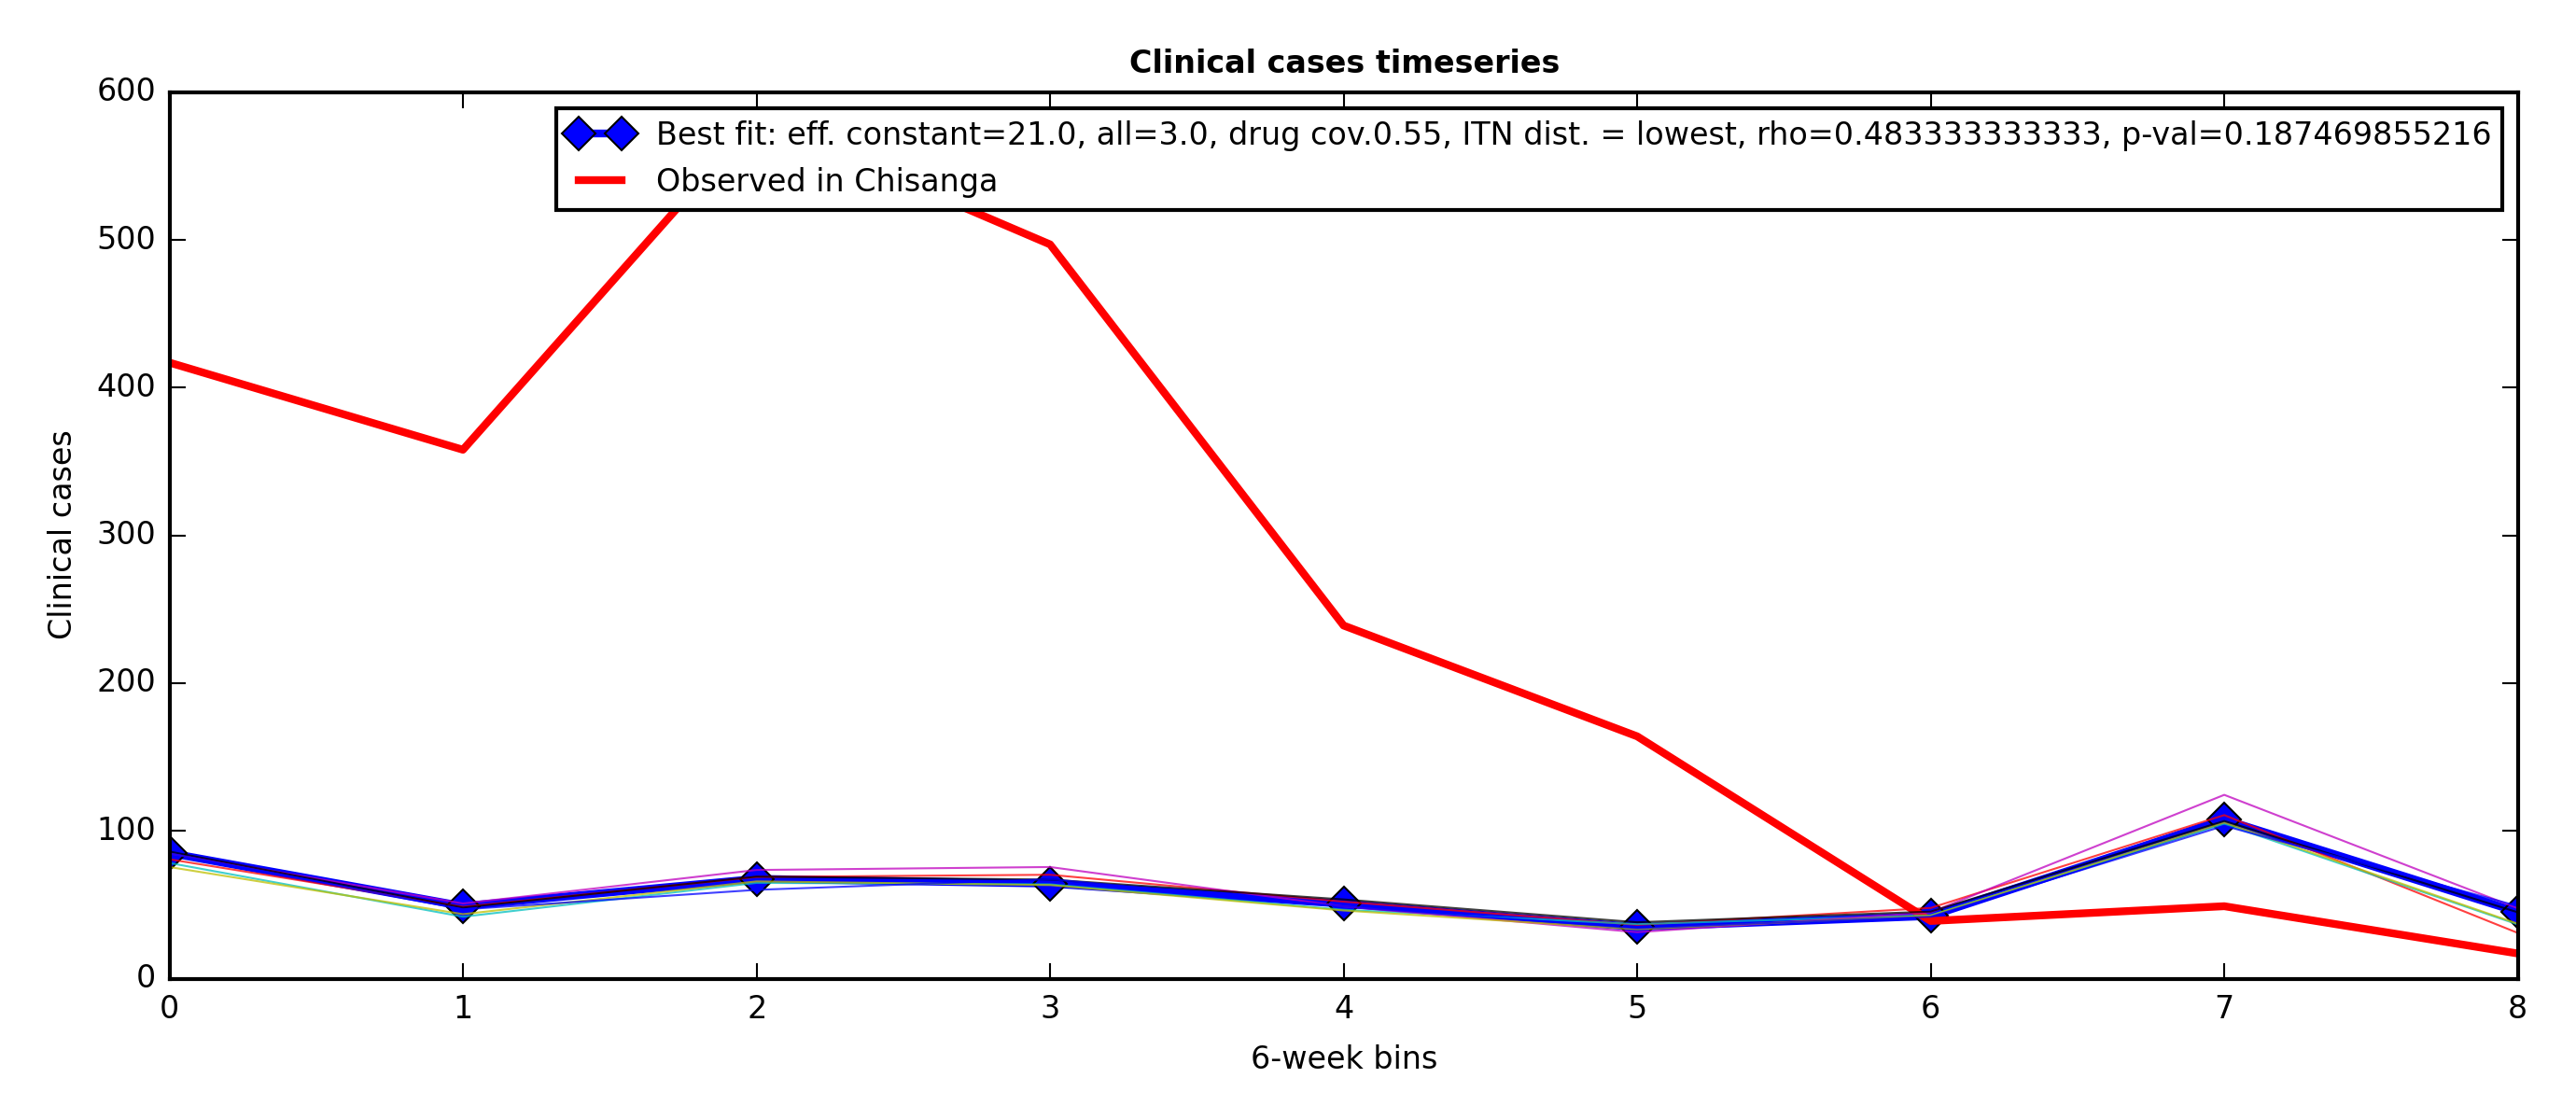 Clinical cases timeseries
Best fit: eff. constant=21.0, all=3.0, drug cov.0.55, ITN dist. = lowest, rho=0.483333333333, p-val=0.187469855216
Observed in Chisanga
600
500
400
300
200
100
0
Clinical cases
0 1 2 3 4 5 6 7 8
6-week bins